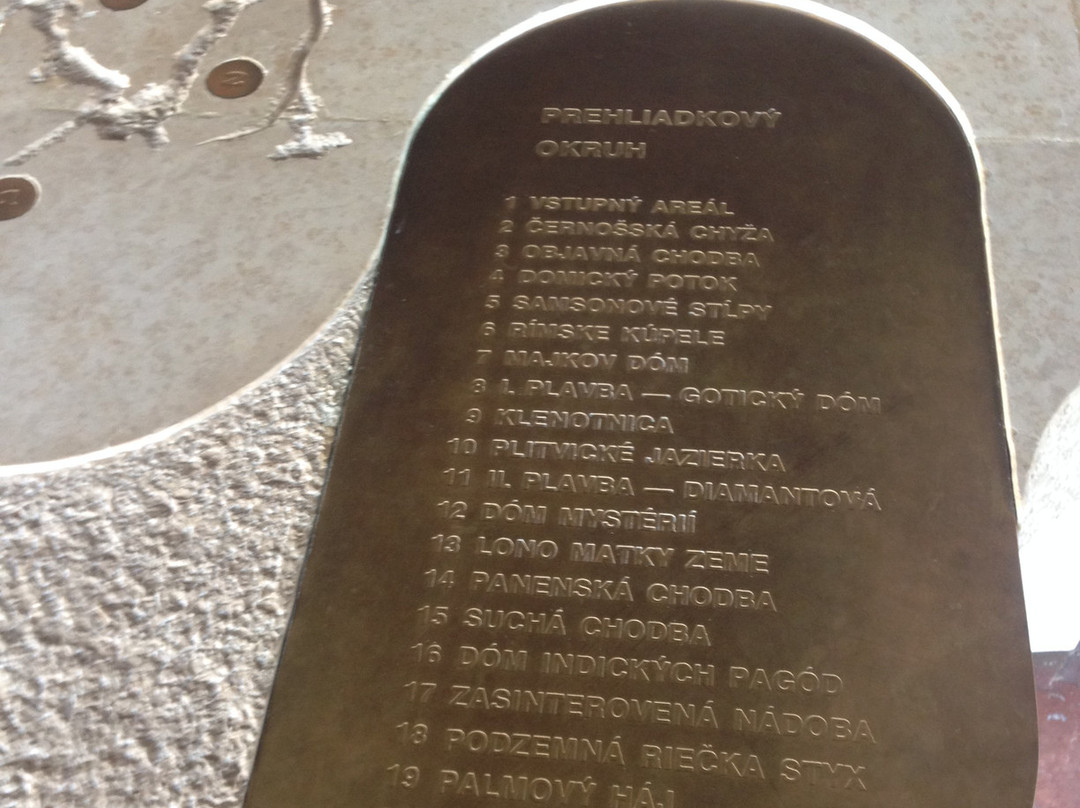 2
1
PREHLIADKOVÝ
OKRUH
1 VSTUPNÝ AREÁL
2 ČERNOŠSKÁ CHYŽA
3 OBJAVNÁ CHODBA
4 DOMICKÝ POTOK
5 SAMSONOVÉ STĹPY
6 RÍMSKE KÚPELE
7 MAJKOV DÓM
8 I. PLAVBA — GOTICKÝ DÓM
9 KLENOTNICA
10 PLITVICKÉ JAZIERKA
11 II. PLAVBA — DIAMANTOVÁ
12 DÓM MYSTÉRIÍ
13 LONO MATKY ZEME
14 PANENSKÁ CHODBA
15 SUCHÁ CHODBA
16 DÓM INDICKÝCH PAGÓD
17 ZASINTEROVENÁ NÁDOBA
18 PODZEMNÁ RIEČKA STYX
19 PALMOVÝ HÁJ